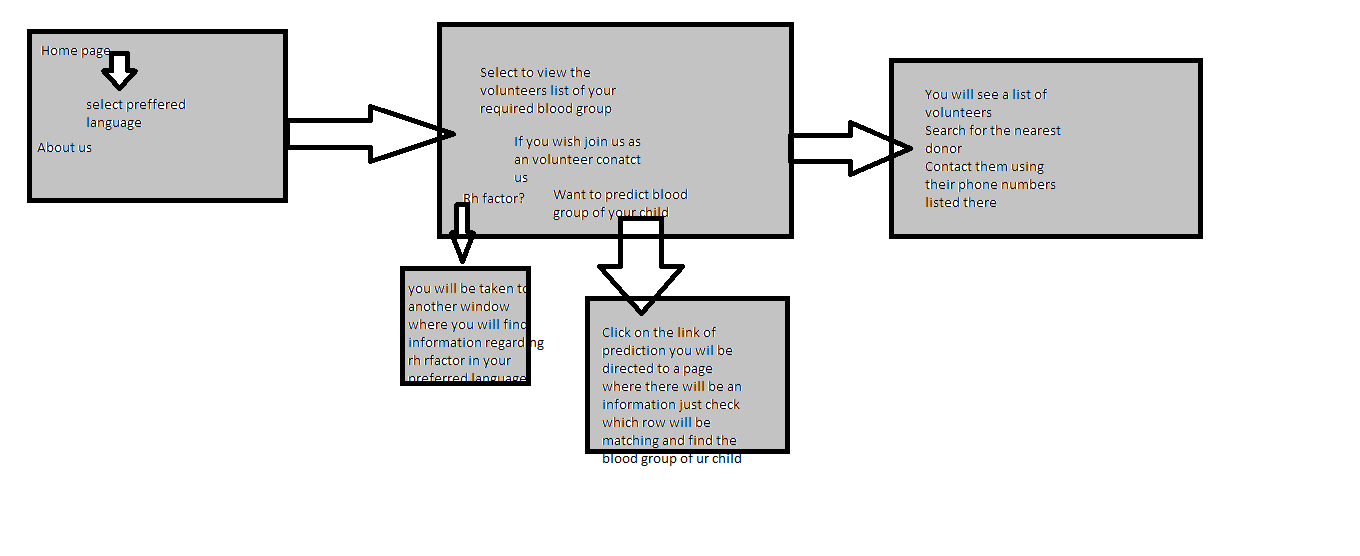 Home page
select preffered
language
About us
Select to view the
volunteers list of your
required blood group
If you wish join us as
an volunteer conatct
us
Rh factor?
Want to predict blood
group of your child
You will see a list of
volunteers
Search for the nearest
donor
Contact them using
their phone numbers
listed there
you will be taken to
another window
where you will find
information regarding
rh rfactor in your
preferred language
Click on the link of
prediction you wil be
directed to a page
where there will be an
information just check
which row will be
matching and find the
blood group of ur child